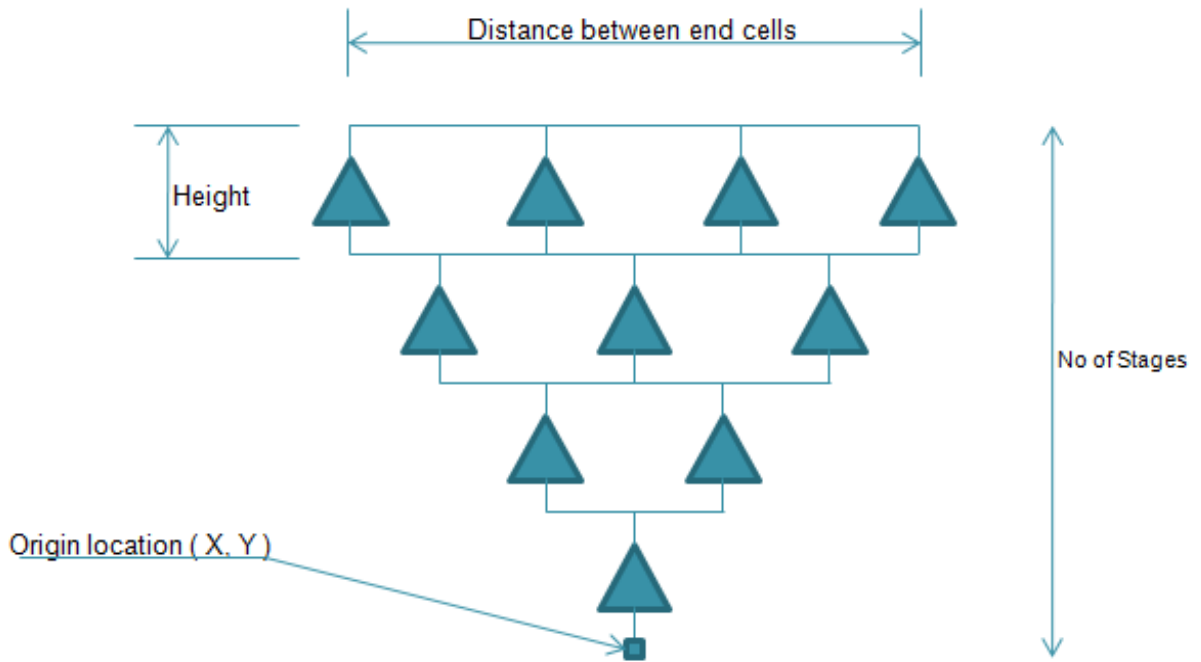 Distance between end cells
Height
No of Stages
Origin location ( X, Y )